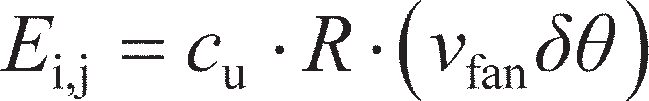 E_{i,j} = c_u · R · (v_{fan} δθ)